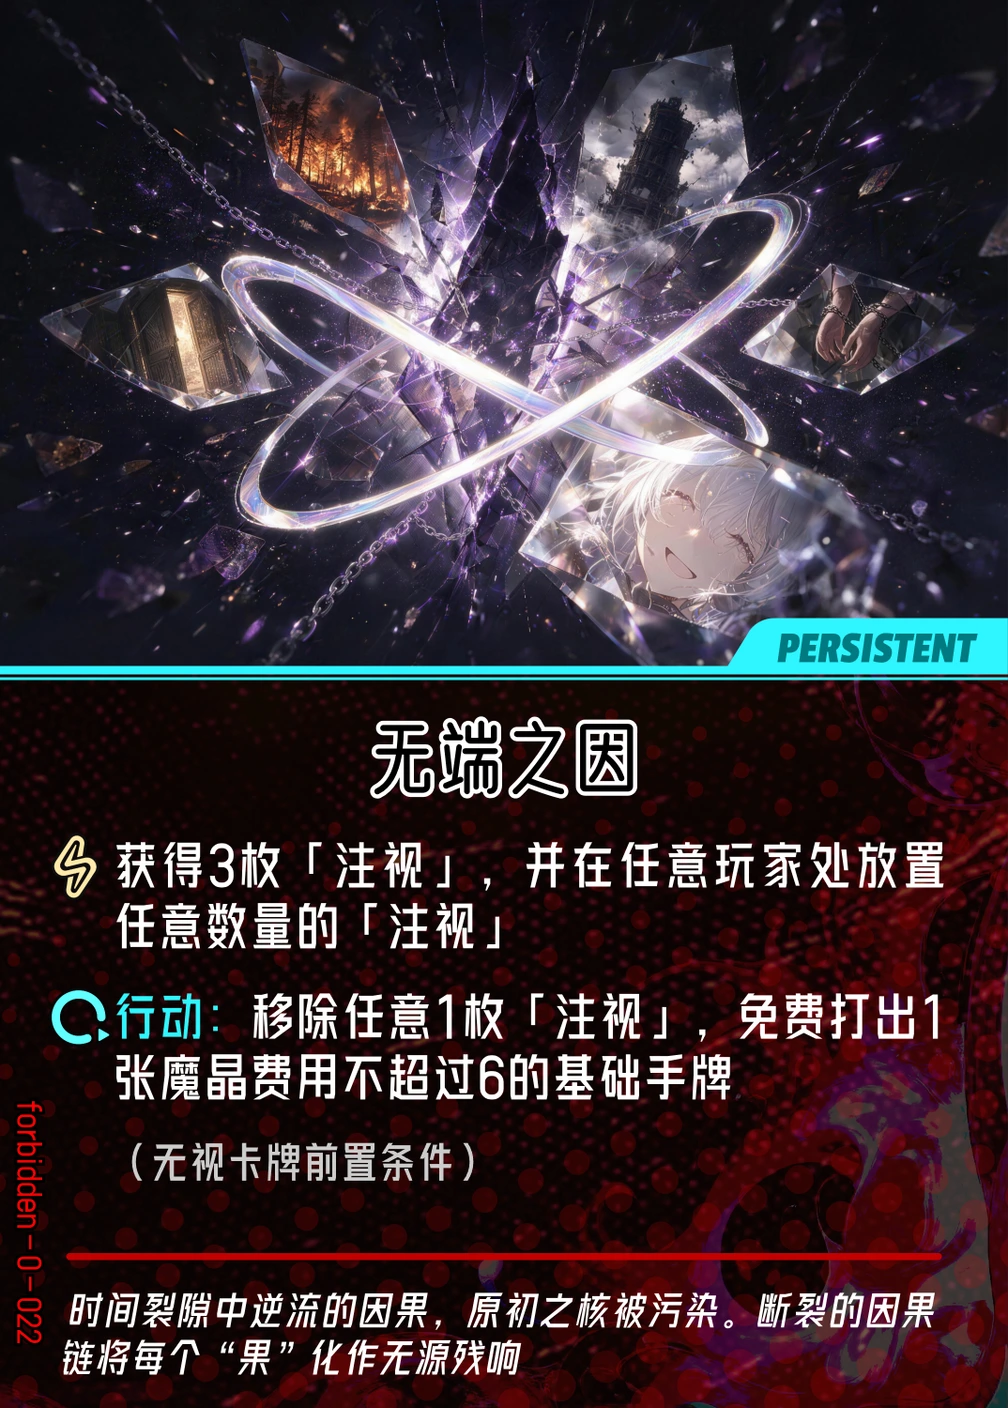 PERSISTENT
无端之因
获得3枚「注视」，并在任意玩家处放置
任意数量的「注视」
行动：移除任意1枚「注视」，免费打出1
张魔晶费用不超过6的基础手牌
（无视卡牌前置条件）
forbidden-0-022
时间裂隙中逆流的因果，原初之核被污染。断裂的因果
链将每个“果”化作无源残响